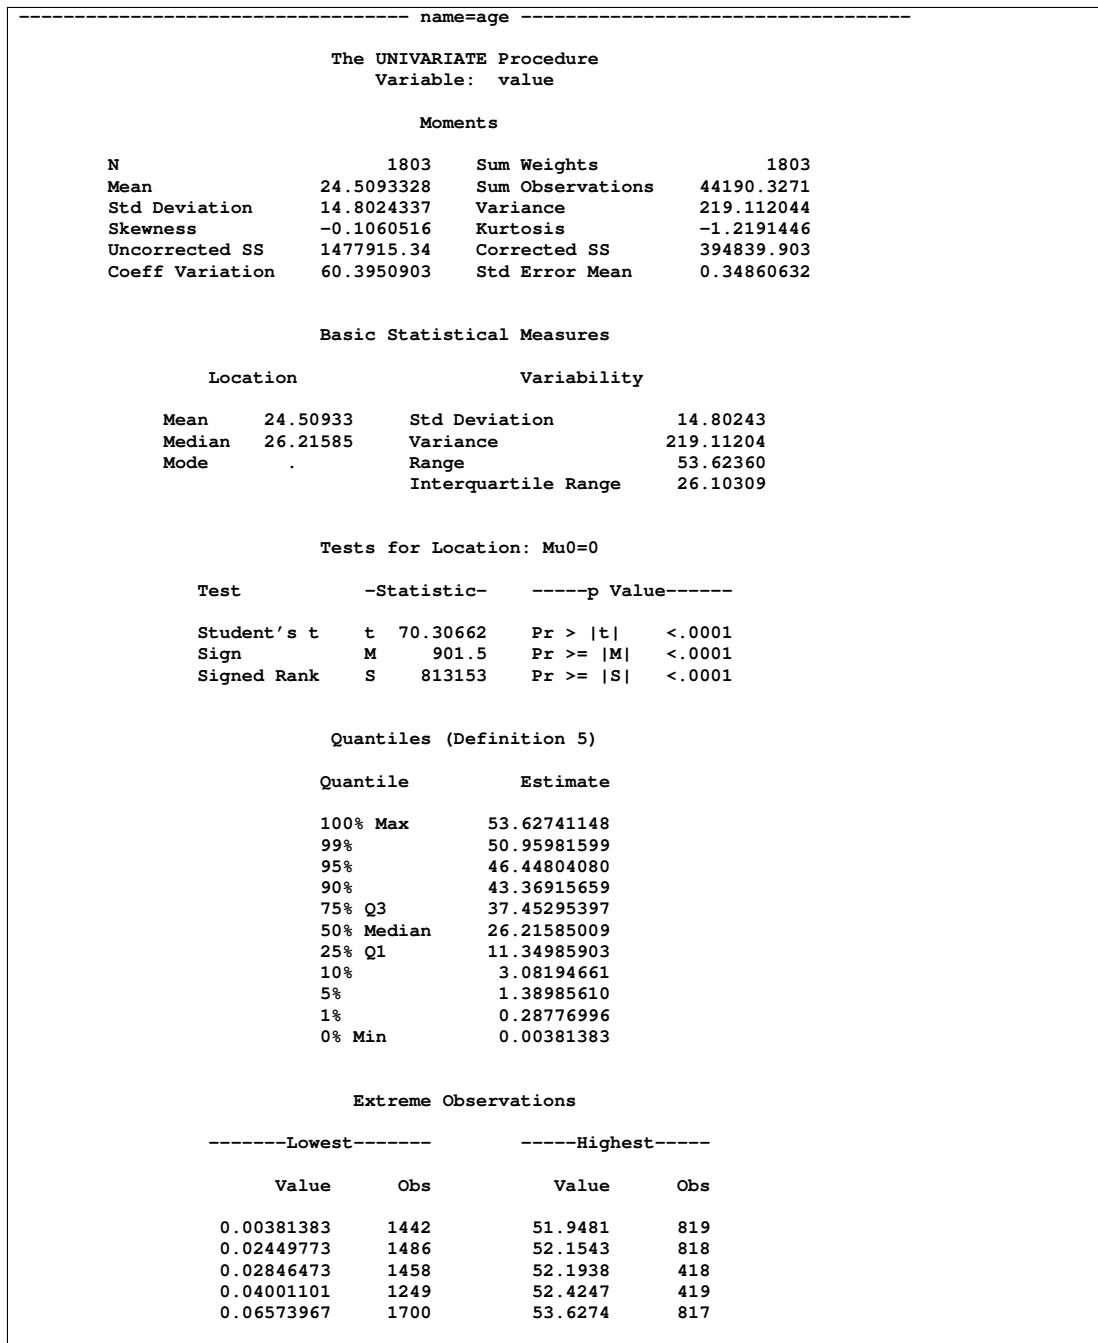 ----------------------------------- name=age -----------------------------------
The UNIVARIATE Procedure
Variable: value
Moments
N 1803 Sum Weights 1803
Mean 24.5093328 Sum Observations 44190.3271
Std Deviation 14.8024337 Variance 219.112044
Skewness -0.1060516 Kurtosis -1.2191446
Uncorrected SS 1477915.34 Corrected SS 394839.903
Coeff Variation 60.3950903 Std Error Mean 0.34860632
Basic Statistical Measures
Location Variability
Mean 24.50933 Std Deviation 14.80243
Median 26.21585 Variance 219.11204
Mode . Range 53.62360
Interquartile Range 26.10309
Tests for Location: Mu0=0
Test -Statistic- -----p Value------
Student's t t 70.30662 Pr > |t| <.0001
Sign M 901.5 Pr >= |M| <.0001
Signed Rank S 813153 Pr >= |S| <.0001
Quantiles (Definition 5)
Quantile Estimate
100% Max 53.62741148
99% 50.95981599
95% 46.44804080
90% 43.36915659
75% Q3 37.45295397
50% Median 26.21585009
25% Q1 11.34985903
10% 3.08194661
5% 1.38985610
1% 0.28776996
0% Min 0.00381383
Extreme Observations
-------Lowest------- -----Highest-----
Value Obs Value Obs
0.00381383 1442 51.9481 819
0.02449773 1486 52.1543 818
0.02846473 1458 52.1938 418
0.04001101 1249 52.4247 419
0.06573967 1700 53.6274 817